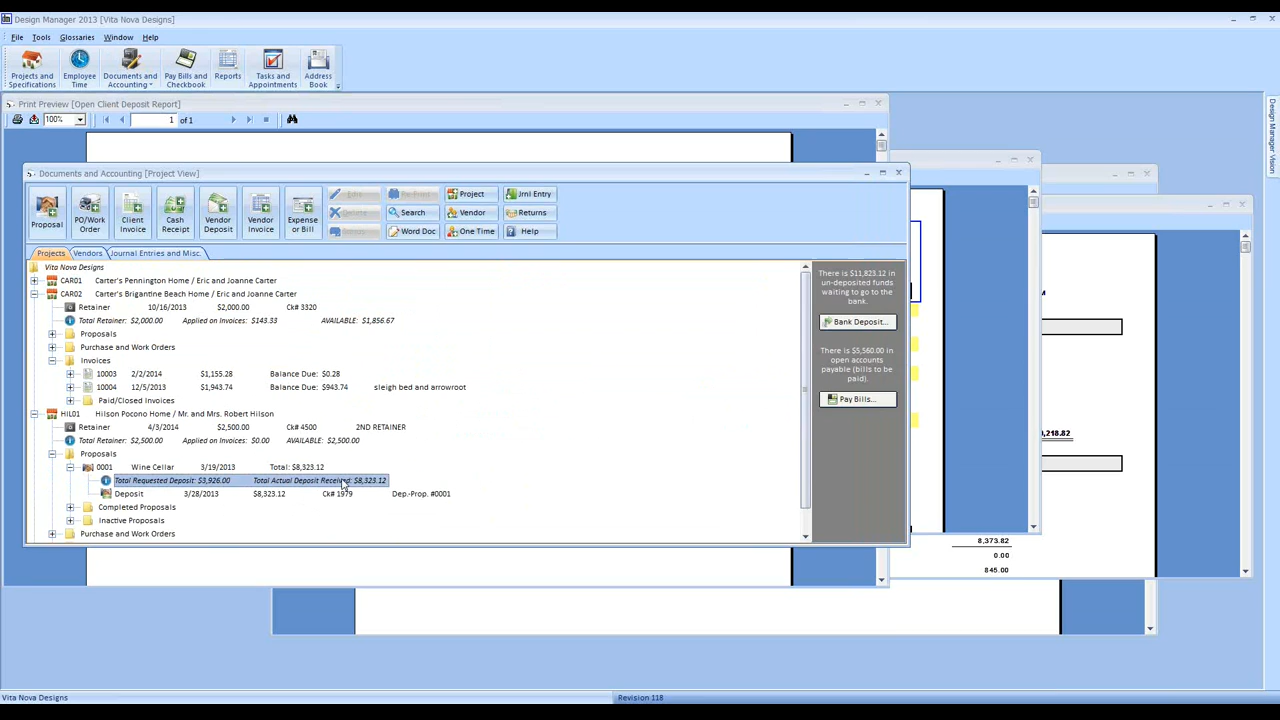 Design Manager 2013 [Vita Nova Designs]
File Tools Glossaries Window Help
Projects and Specifications
Employee Time
Documents and Accounting
Pay Bills and Checkbook
Reports
Tasks and Appointments
Address Book
Design Manager Vision
Print Preview [Open Client Deposit Report]
100% 1 of 1
Documents and Accounting [Project View]
Proposal
PO/Work Order
Client Invoice
Cash Receipt
Vendor Deposit
Vendor Invoice
Expense or Bill
Edit Re-Print Project Jrnl Entry
Delete Search Vendor Returns
Word Doc One Time Help
Projects Vendors Journal Entries and Misc.
Vita Nova Designs
CAR01 Carter's Pennington Home / Eric and Joanne Carter
CAR02 Carter's Brigantine Beach Home / Eric and Joanne Carter
Retainer 10/16/2013 $2,000.00 Ck# 3320
Total Retainer: $2,000.00 Applied on Invoices: $143.33 AVAILABLE: $1,856.67
Proposals
Purchase and Work Orders
Invoices
10003 2/2/2014 $1,155.28 Balance Due: $0.28
10004 12/5/2013 $1,943.74 Balance Due: $943.74 sleigh bed and arrowroot
Paid/Closed Invoices
HIL01 Hilson Pocono Home / Mr. and Mrs. Robert Hilson
Retainer 4/3/2014 $2,500.00 Ck# 4500 2ND RETAINER
Total Retainer: $2,500.00 Applied on Invoices: $0.00 AVAILABLE: $2,500.00
Proposals
0001 Wine Cellar 3/19/2013 Total: $8,323.12
Total Requested Deposit: $3,926.00 Total Actual Deposit Received: $8,323.12
Deposit 3/28/2013 $8,323.12 Ck# 1979 Dep.-Prop. #0001
Completed Proposals
Inactive Proposals
Purchase and Work Orders
There is $11,823.12 in
un-deposited funds
waiting to go to the
bank.
Bank Deposit...
There is $5,560.00 in
open accounts
payable (bills to be
paid).
Pay Bills...
,218.82
8,373.82
0.00
845.00
Vita Nova Designs Revision 118